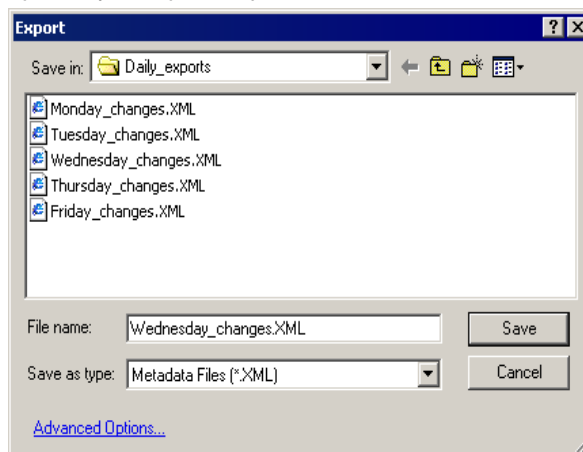 Export
Save in: Daily_exports
Monday_changes.XML
Tuesday_changes.XML
Wednesday_changes.XML
Thursday_changes.XML
Friday_changes.XML
File name: Wednesday_changes.XML Save
Save as type: Metadata Files (*.XML) Cancel
Advanced Options...